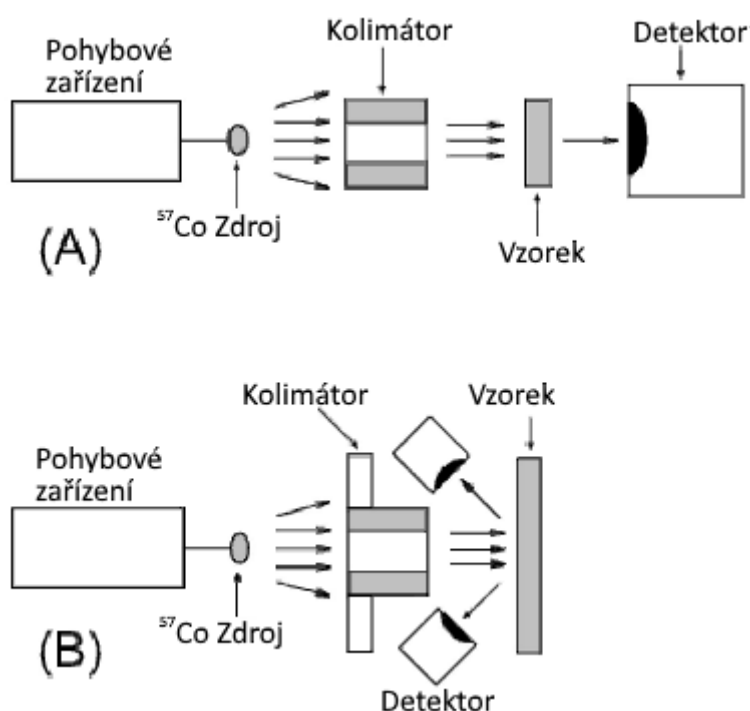 Kolimátor
Detektor
Pohybové
zařízení
⁵⁷Co Zdroj
Vzorek
(A)
Kolimátor
Vzorek
Pohybové
zařízení
⁵⁷Co Zdroj
(B)
Detektor